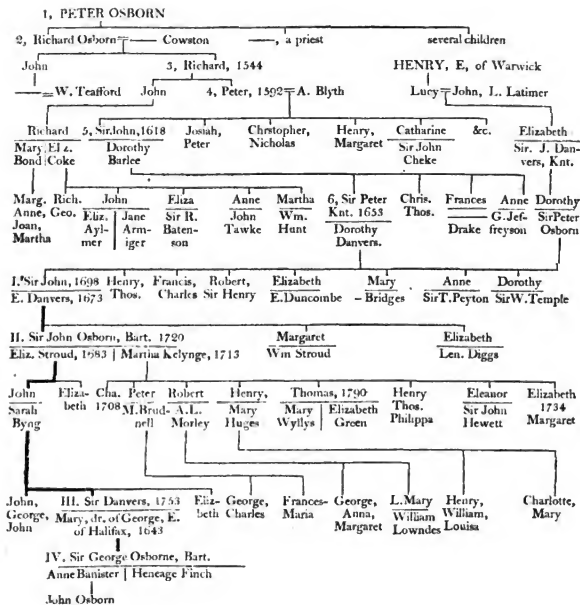 1, PETER OSBORN
2, Richard Osborn Cowston , a priest several children
John 3, Richard, 1544 HENRY, E, of Warwick
W. Teafford John 4, Peter, 1592 A. Blyth Lucy John, L. Latimer
Richard 5, Sir John, 1618 Josiah, Chrstopher, Henry, Catharine &c. Elizabeth
Mary Eliz. Dorothy Peter Nicholas Margaret Sir John Sir. J. Dan-
Bond Coke Barlee Cheke vers, Knt.
Marg. Rich. John Eliza Anne Martha 6, Sir Peter Chris. Frances Anne Dorothy
Anne, Geo. Eliz. Jane Sir R. John Wm. Knt. 1653 Thos. G. Jef- Sir Peter
Joan, Ayl- Arm- Baten- Tawke Hunt Dorothy Drake freyson Osborn
Martha mer iger son Danvers.
I. Sir John, 1698 Henry, Francis, Robert, Elizabeth Mary Anne Dorothy
E. Danvers, 1673 Thos. Charles Sir Henry E. Duncombe - Bridges Sir T. Peyton Sir W. Temple
II. Sir John Osborn, Bart. 1720 Margaret Elizabeth
Eliz. Stroud, 1683 Martha Kelynge, 1713 Wm Stroud Len. Diggs
John Eliza- Cha. Peter Robert Henry, Thomas, 1790 Henry Eleanor Elizabeth
Sarah beth 1708 M. Brud- A. L. Mary Mary Elizabeth Thos. Sir John 1734
Byng nell Morley Huges Wyllys Green Philippa Hewett Margaret
John, III. Sir Danvers, 1753 Eliz- George, Frances- George, L. Mary Henry, Charlotte,
George, Mary, dr. of George, E. beth Charles Maria Anna, William William, Mary
John of Halifax, 1643 Margaret Lowndes Louisa
IV. Sir George Osborne, Bart.
Anne Banister Heneage Finch
John Osborn